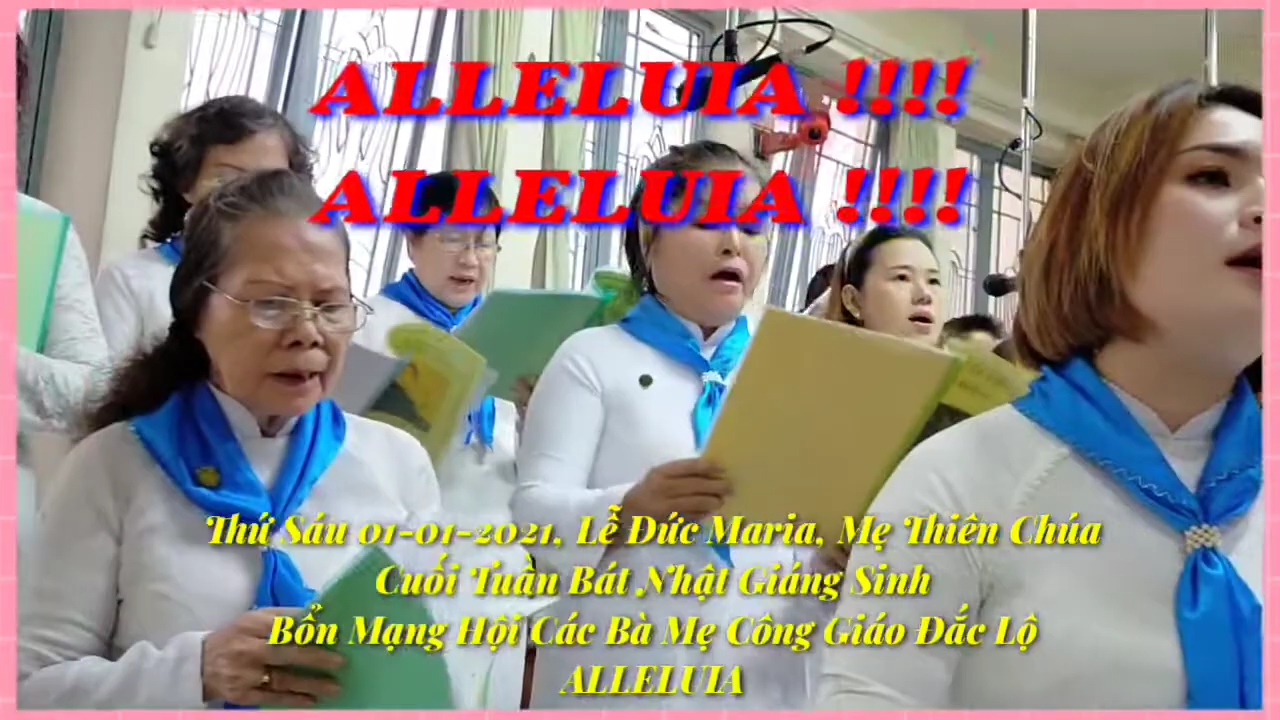 ALLELUIA !!!!
ALLELUIA !!!!
Thứ Sáu 01-01-2021, Lễ Đức Maria, Mẹ Thiên Chúa
Cuối Tuần Bát Nhật Giáng Sinh
Bổn Mạng Hội Các Bà Mẹ Công Giáo Đắc Lộ
ALLELUIA